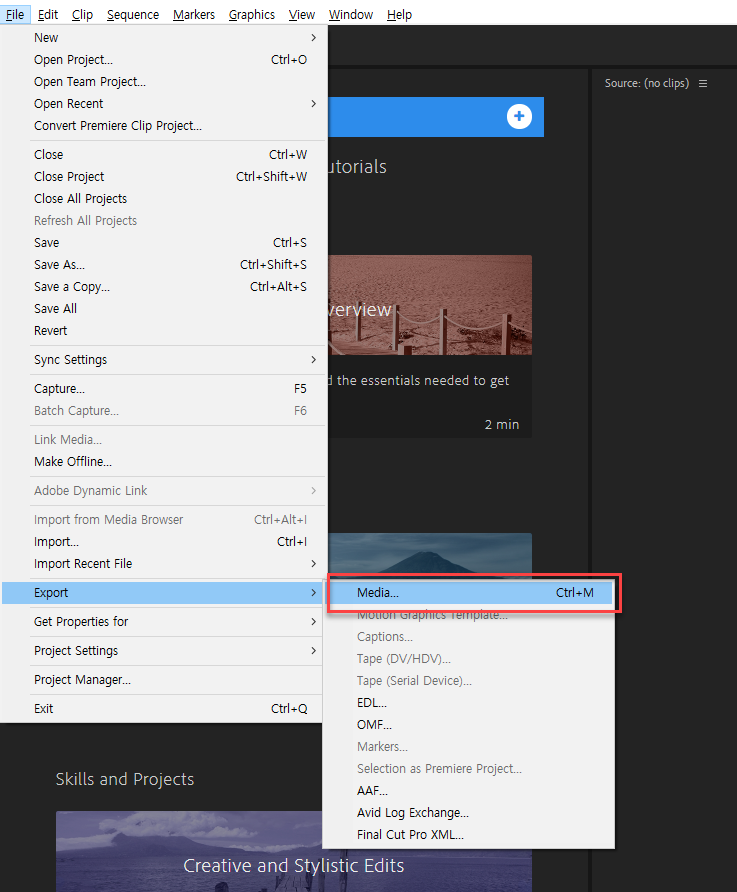 File Edit Clip Sequence Markers Graphics View Window Help
New
Open Project... Ctrl+O
Open Team Project...
Open Recent
Convert Premiere Clip Project...
Close Ctrl+W
Close Project Ctrl+Shift+W
Close All Projects
Refresh All Projects
Save Ctrl+S
Save As... Ctrl+Shift+S
Save a Copy... Ctrl+Alt+S
Save All
Revert
Sync Settings
Capture... F5
Batch Capture... F6
Link Media...
Make Offline...
Adobe Dynamic Link
Import from Media Browser Ctrl+Alt+I
Import... Ctrl+I
Import Recent File
Export
Get Properties for
Project Settings
Project Manager...
Exit Ctrl+Q
Media... Ctrl+M
Motion Graphics Template...
Captions...
Tape (DV/HDV)...
Tape (Serial Device)...
EDL...
OMF...
Markers...
Selection as Premiere Project...
AAF...
Avid Log Exchange...
Final Cut Pro XML...
Source: (no clips)
utorials
verview
d the essentials needed to get
2 min
Skills and Projects
Creative and Stylistic Edits